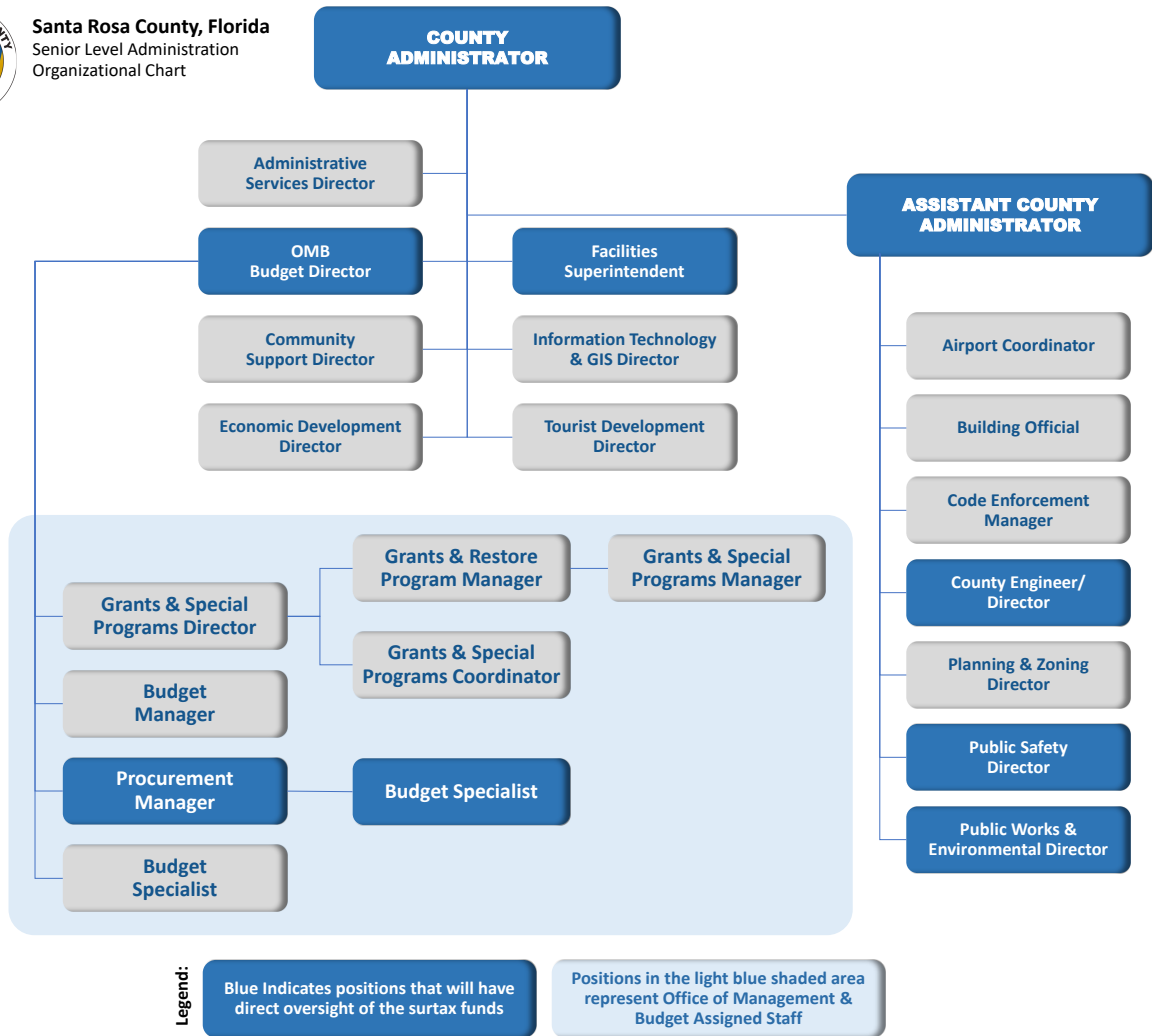 NTY
Santa Rosa County, Florida
Senior Level Administration
Organizational Chart
COUNTY
ADMINISTRATOR
Administrative
Services Director
ASSISTANT COUNTY
ADMINISTRATOR
OMB
Budget Director
Facilities
Superintendent
Community
Support Director
Information Technology
& GIS Director
Economic Development
Director
Tourist Development
Director
Airport Coordinator
Building Official
Code Enforcement
Manager
County Engineer/
Director
Planning & Zoning
Director
Public Safety
Director
Public Works &
Environmental Director
Grants & Special
Programs Director
Grants & Restore
Program Manager
Grants & Special
Programs Manager
Grants & Special
Programs Coordinator
Budget
Manager
Procurement
Manager
Budget Specialist
Budget
Specialist
Legend:
Blue Indicates positions that will have
direct oversight of the surtax funds
Positions in the light blue shaded area
represent Office of Management &
Budget Assigned Staff